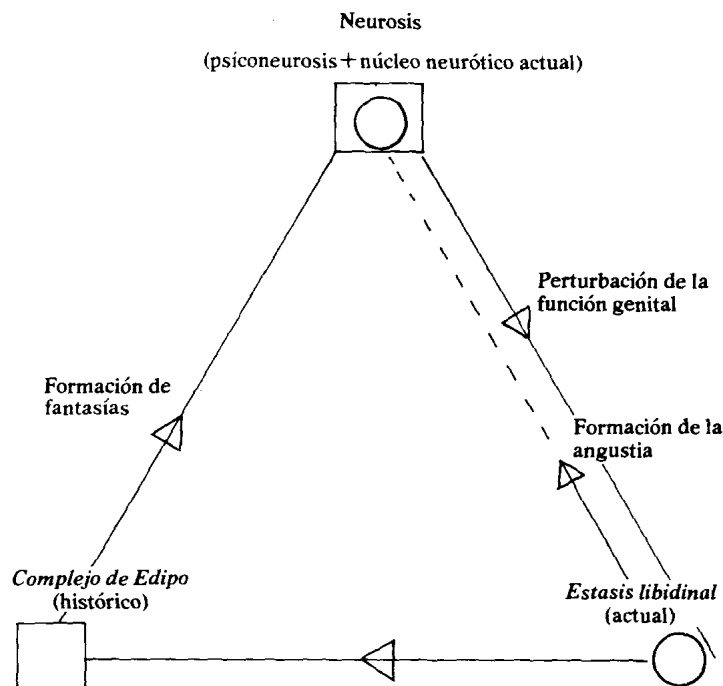 Neurosis
(psiconeurosis + núcleo neurótico actual)
Perturbación de la
función genital
Formación de
fantasías
Formación de la
angustia
Complejo de Edipo
(histórico)
Estasis libidinal
(actual)